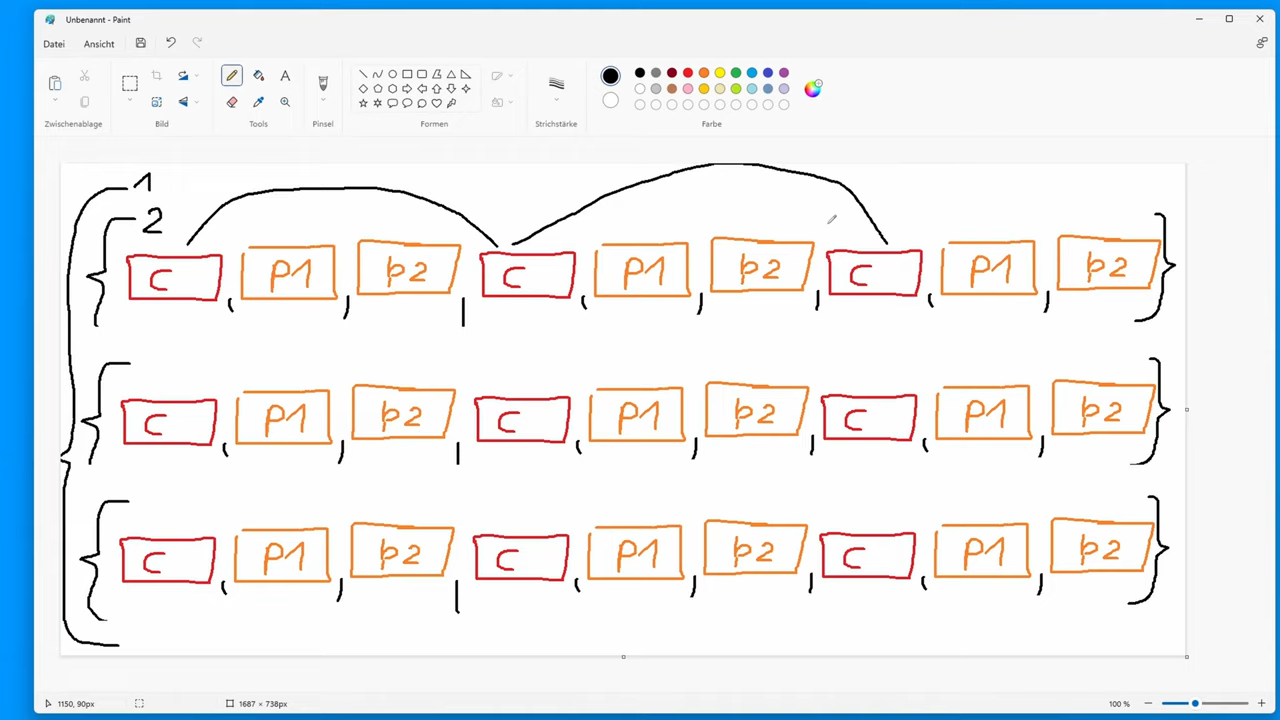 Unbenannt - Paint
Datei Ansicht
A
Zwischenablage Bild Tools Pinsel Formen Strichstärke Farbe
1
2
{ C , P1 , p2 , C , P1 , p2 , C , P1 , p2 }
{ C , P1 , p2 , C , P1 , p2 , C , P1 , p2 }
{ C , P1 , p2 , C , P1 , p2 , C , P1 , p2 }
1150, 90px 1687 × 738px 100 %